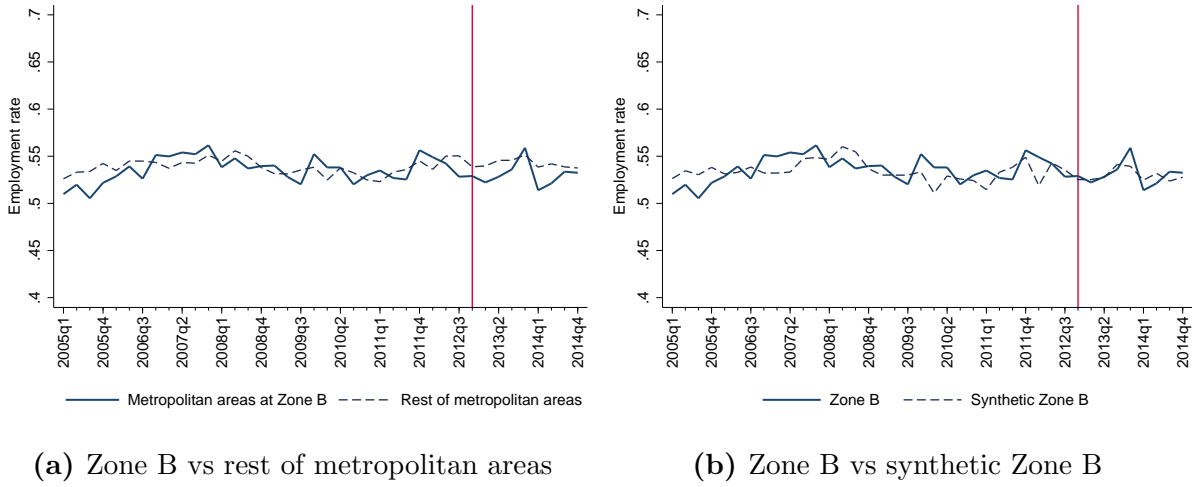 Employment rate
.7
.65
.6
.55
.5
.45
.4
2005q1
2005q4
2006q3
2007q2
2008q1
2008q4
2009q3
2010q2
2011q1
2011q4
2012q3
2013q2
2014q1
2014q4
Metropolitan areas at Zone B
Rest of metropolitan areas
(a) Zone B vs rest of metropolitan areas
Employment rate
.7
.65
.6
.55
.5
.45
.4
2005q1
2005q4
2006q3
2007q2
2008q1
2008q4
2009q3
2010q2
2011q1
2011q4
2012q3
2013q2
2014q1
2014q4
Zone B
Synthetic Zone B
(b) Zone B vs synthetic Zone B